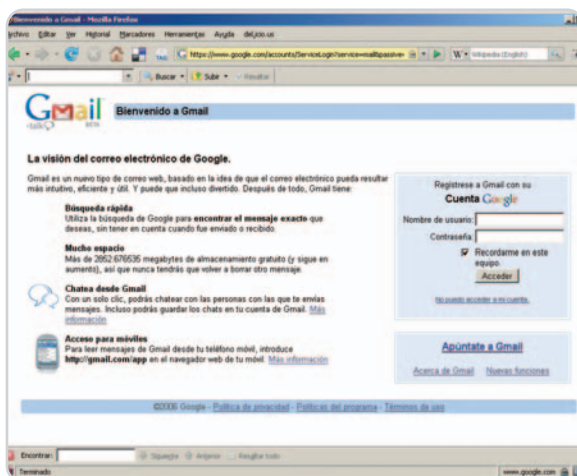 Bienvenido a Gmail - Mozilla Firefox
Archivo Editar Ver Historial Marcadores Herramientas Ayuda del.icio.us
https://www.google.com/accounts/ServiceLogin?service=mail&passive= Wikipedia (English)
Buscar Subir Resaltar
Gmail Bienvenido a Gmail
+talk BETA
La visión del correo electrónico de Google.
Gmail es un nuevo tipo de correo web, basado en la idea de que el correo electrónico pueda resultar
más intuitivo, eficiente y útil. Y puede que incluso divertido. Después de todo, Gmail tiene:
Búsqueda rápida
Utiliza la búsqueda de Google para encontrar el mensaje exacto que
deseas, sin tener en cuenta cuando fue enviado o recibido.
Mucho espacio
Más de 2852.676535 megabytes de almacenamiento gratuito (y sigue en
aumento), así que nunca tendrás que volver a borrar otro mensaje.
Chatea desde Gmail
Con un solo clic, podrás chatear con las personas con las que te envías
mensajes. Incluso podrás guardar los chats en tu cuenta de Gmail. Más
información
Acceso para móviles
Para leer mensajes de Gmail desde tu teléfono móvil, introduce
http://gmail.com/app en el navegador web de tu móvil. Más información
Regístrese a Gmail con su
Cuenta Google
Nombre de usuario:
Contraseña:
Recordarme en este
equipo.
Acceder
No puedo acceder a mi cuenta.
Apúntate a Gmail
Acerca de Gmail Nuevas funciones
©2006 Google - Política de privacidad - Políticas del programa - Términos de uso
Encontrar: Siguiente Anterior Resaltar todo
Terminado www.google.com